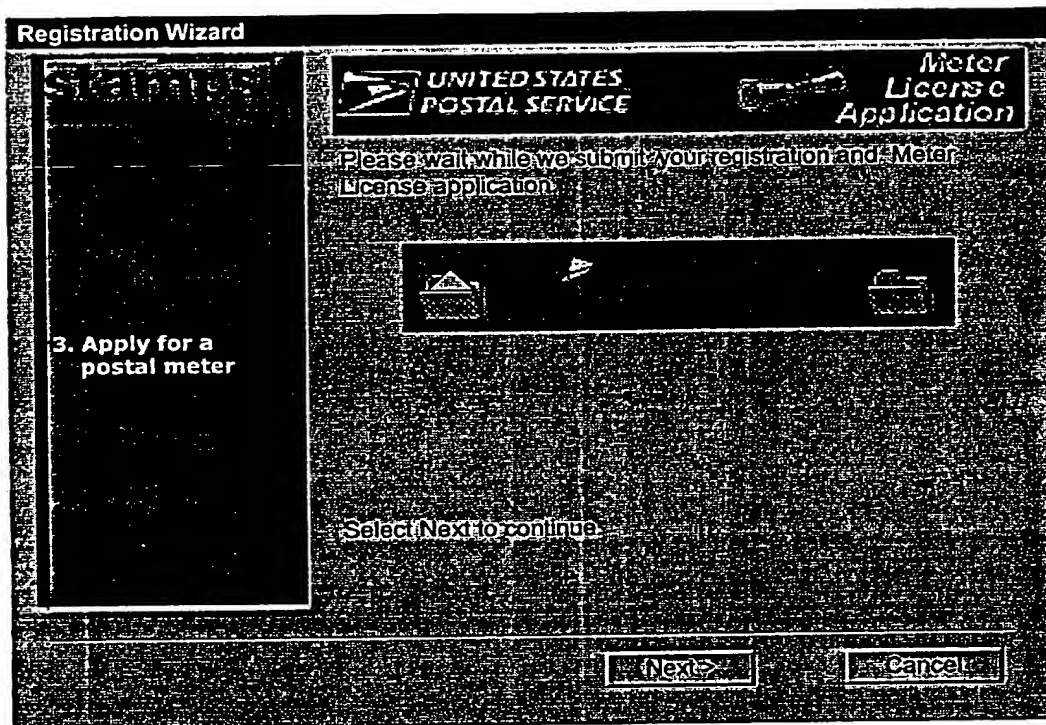 Registration Wizard
stamps
UNITED STATES
POSTAL SERVICE
Meter
License
Application
Please wait while we submit your registration and Meter
License application.
3. Apply for a
postal meter
Select Next to continue.
Next >
Cancel